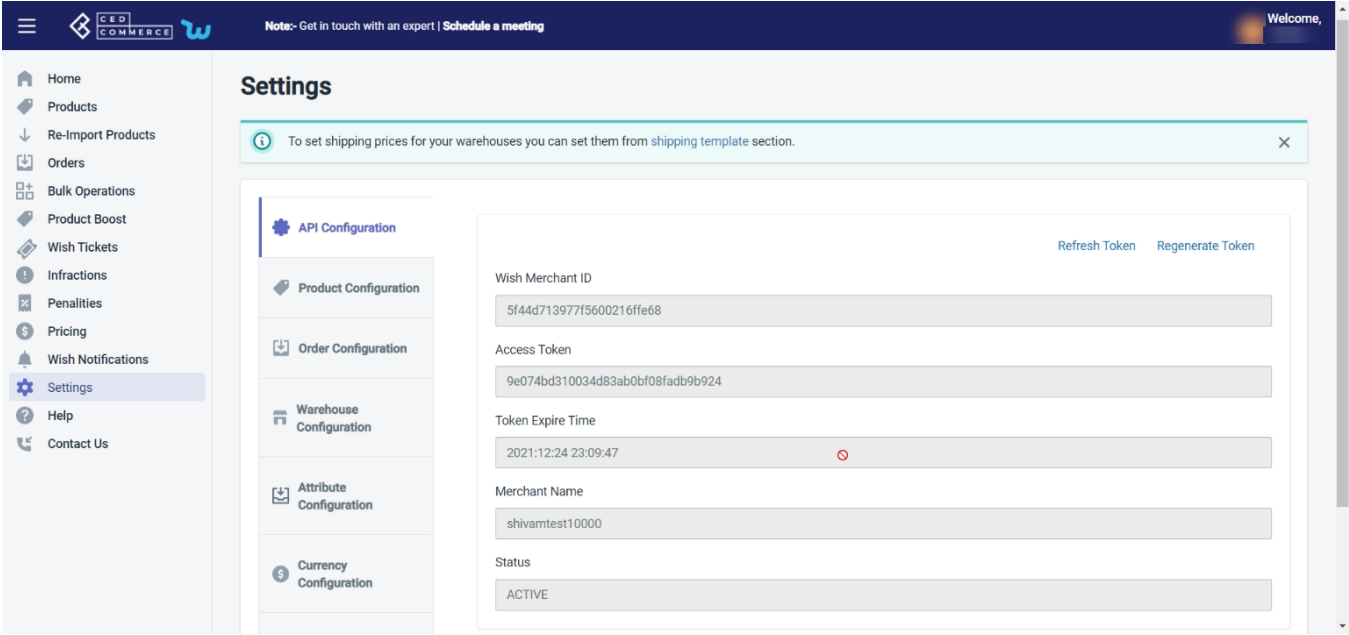 CED
COMMERCE
Note:- Get in touch with an expert | Schedule a meeting
Welcome,
Home
Products
Re-Import Products
Orders
Bulk Operations
Product Boost
Wish Tickets
Infractions
Penalities
Pricing
Wish Notifications
Settings
Help
Contact Us
Settings
To set shipping prices for your warehouses you can set them from shipping template section.
API Configuration
Product Configuration
Order Configuration
Warehouse
Configuration
Attribute
Configuration
Currency
Configuration
Refresh Token Regenerate Token
Wish Merchant ID
5f44d713977f5600216ffe68
Access Token
9e074bd310034d83ab0bf08fadb9b924
Token Expire Time
2021:12:24 23:09:47
Merchant Name
shivamtest10000
Status
ACTIVE